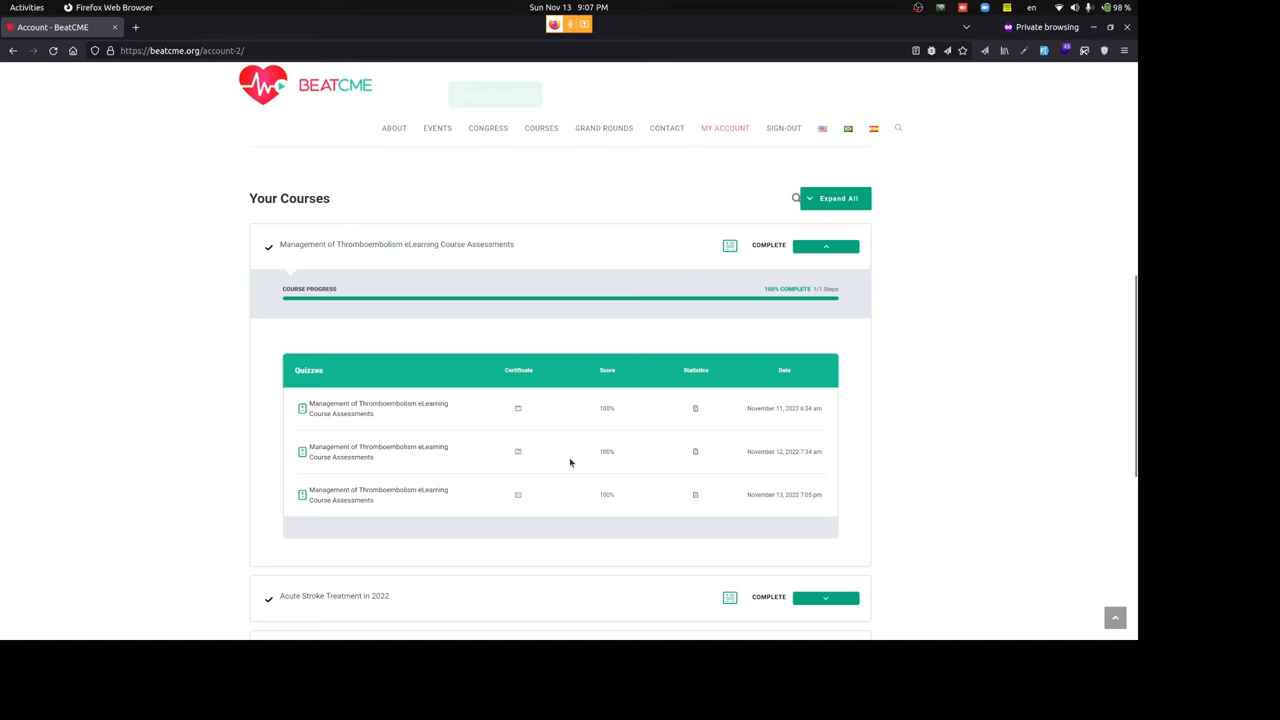 Activities
Firefox Web Browser
Sun Nov 13 9:07 PM
en
98 %
Account - BeatCME
Private browsing
https://beatcme.org/account-2/
BEATCME
ABOUT EVENTS CONGRESS COURSES GRAND ROUNDS CONTACT MY ACCOUNT SIGN-OUT
Your Courses
Expand All
Management of Thromboembolism eLearning Course Assessments
COMPLETE
COURSE PROGRESS
100% COMPLETE 1/1 Steps
Quizzes Certificate Score Statistics Date
Management of Thromboembolism eLearning
Course Assessments
100%
November 11, 2022 6:34 am
Management of Thromboembolism eLearning
Course Assessments
100%
November 12, 2022 7:34 am
Management of Thromboembolism eLearning
Course Assessments
100%
November 13, 2022 7:05 pm
Acute Stroke Treatment in 2022
COMPLETE